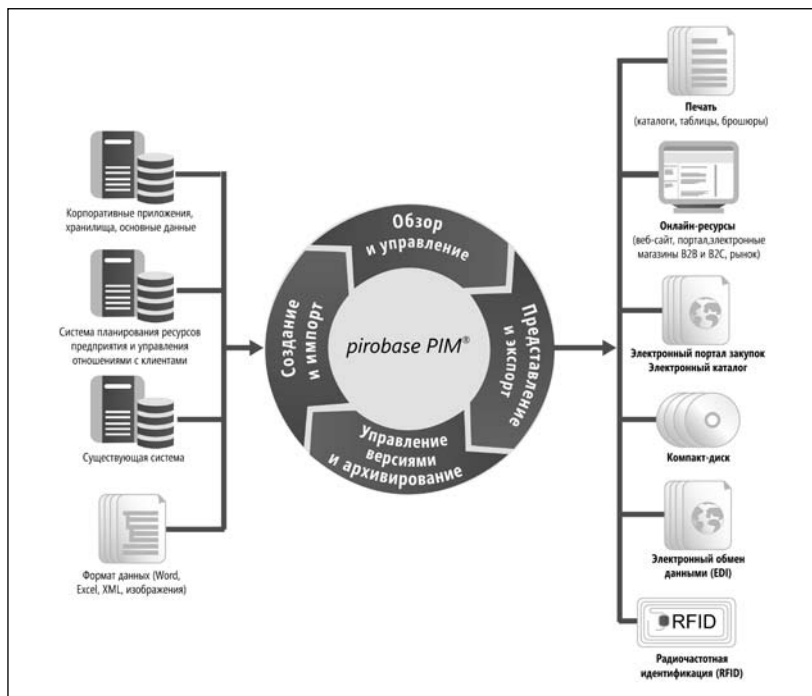 Корпоративные приложения,
хранилища, основные данные
Система планирования ресурсов
предприятия и управления
отношениями с клиентами
Существующая система
Формат данных (Word,
Excel, XML, изображения)
Обзор
и управление
Создание
и импорт
pirobase PIM®
Представление
и экспорт
Управление
версиями
и архивирование
Печать
(каталоги, таблицы, брошюры)
Онлайн-ресурсы
(веб-сайт, портал,электронные
магазины B2B и B2C, рынок)
Электронный портал закупок
Электронный каталог
Компакт-диск
Электронный обмен
данными (EDI)
RFID
Радиочастотная
идентификация (RFID)